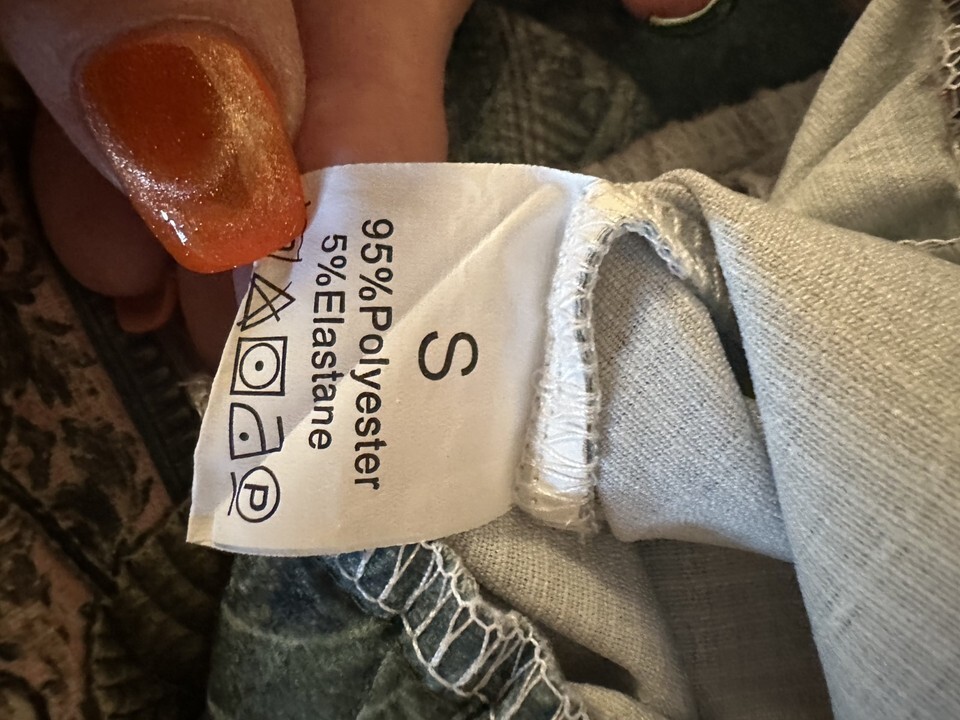 S
95%Polyester
5%Elastane
P